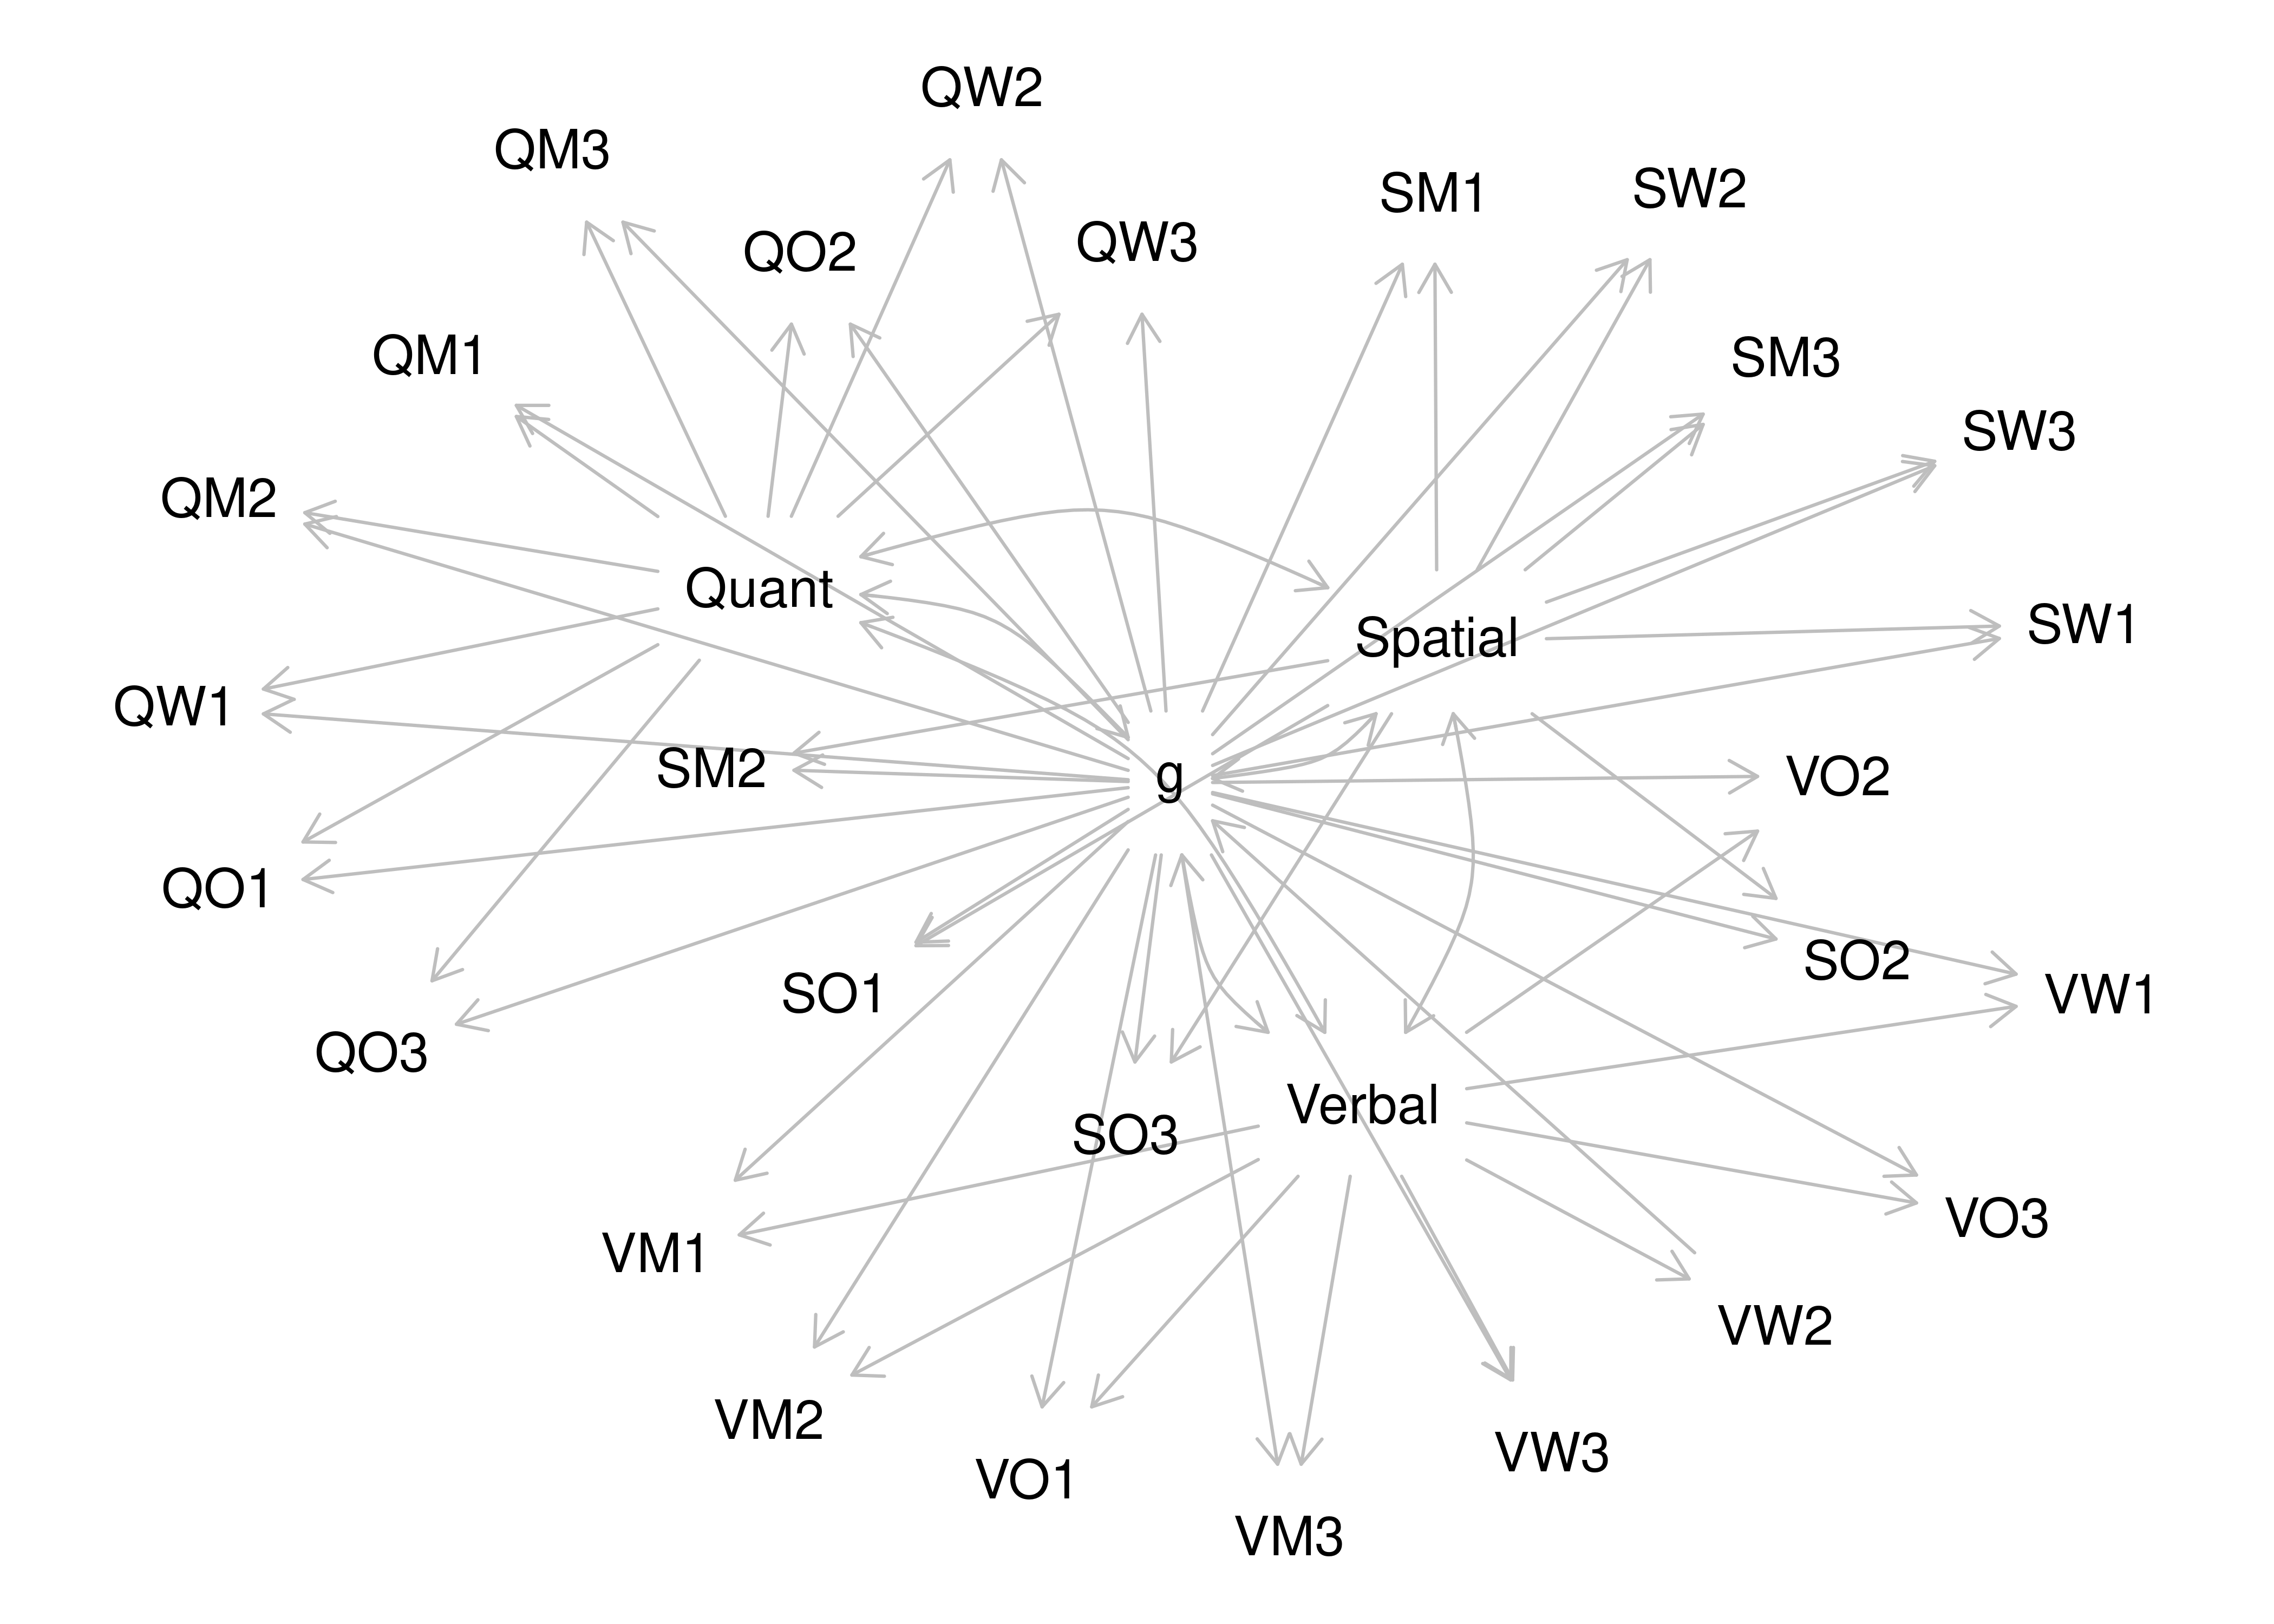 QW2
QM3
SM1
SW2
QO2
QW3
QM1
SM3
SW3
QM2
Quant
Spatial
SW1
QW1
SM2
g
VO2
QO1
SO1
SO2
VW1
QO3
SO3
Verbal
VM1
VO3
VW2
VM2
VO1
VW3
VM3